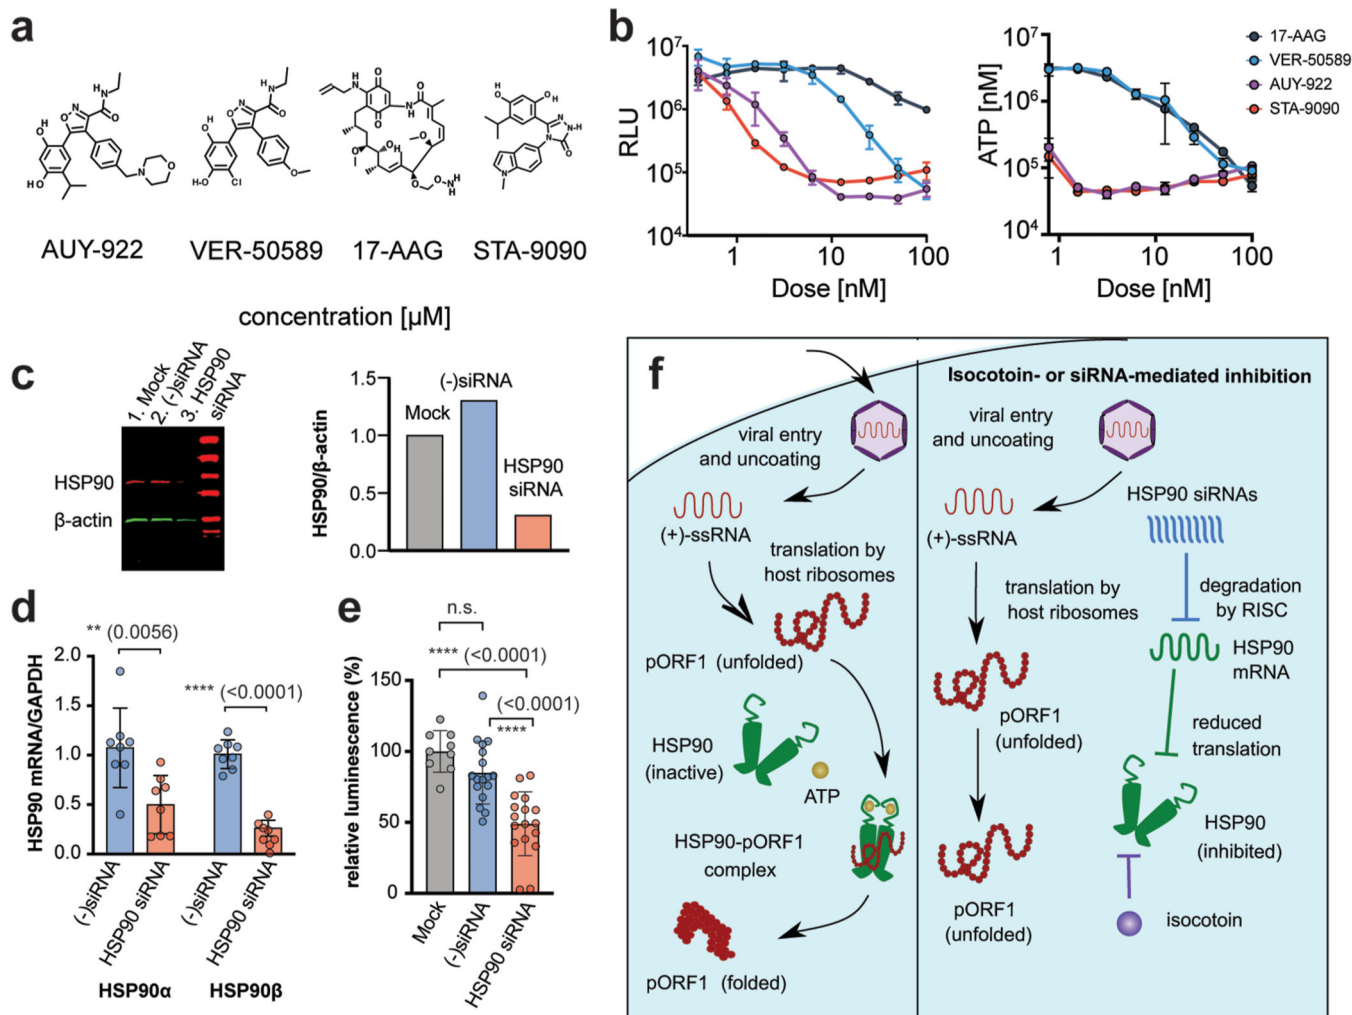 a
AUY-922
VER-50589
17-AAG
STA-9090
concentration [µM]
b
RLU
10⁷
10⁶
10⁵
10⁴
1
10
100
Dose [nM]
ATP [nM]
10⁷
10⁶
10⁵
10⁴
1
10
100
Dose [nM]
17-AAG
VER-50589
AUY-922
STA-9090
c
1. Mock
2. (-)siRNA
3. HSP90
siRNA
HSP90
β-actin
HSP90/β-actin
1.5
1.0
0.5
0.0
Mock
(-)siRNA
HSP90
siRNA
d
** (0.0056)
**** (<0.0001)
HSP90 mRNA/GAPDH
2.0
1.5
1.0
0.5
0.0
(-)siRNA
HSP90 siRNA
(-)siRNA
HSP90 siRNA
HSP90α
HSP90β
e
n.s.
**** (<0.0001)
(<0.0001)
****
relative luminescence (%)
150
100
50
0
Mock
(-)siRNA
HSP90 siRNA
f
viral entry
and uncoating
(+)-ssRNA
translation by
host ribosomes
pORF1 (unfolded)
HSP90
(inactive)
ATP
HSP90-pORF1
complex
pORF1 (folded)
Isocotoin- or siRNA-mediated inhibition
viral entry
and uncoating
(+)-ssRNA
HSP90 siRNAs
translation by
host ribosomes
degradation
by RISC
HSP90
mRNA
pORF1
(unfolded)
reduced
translation
HSP90
(inhibited)
pORF1
(unfolded)
isocotoin